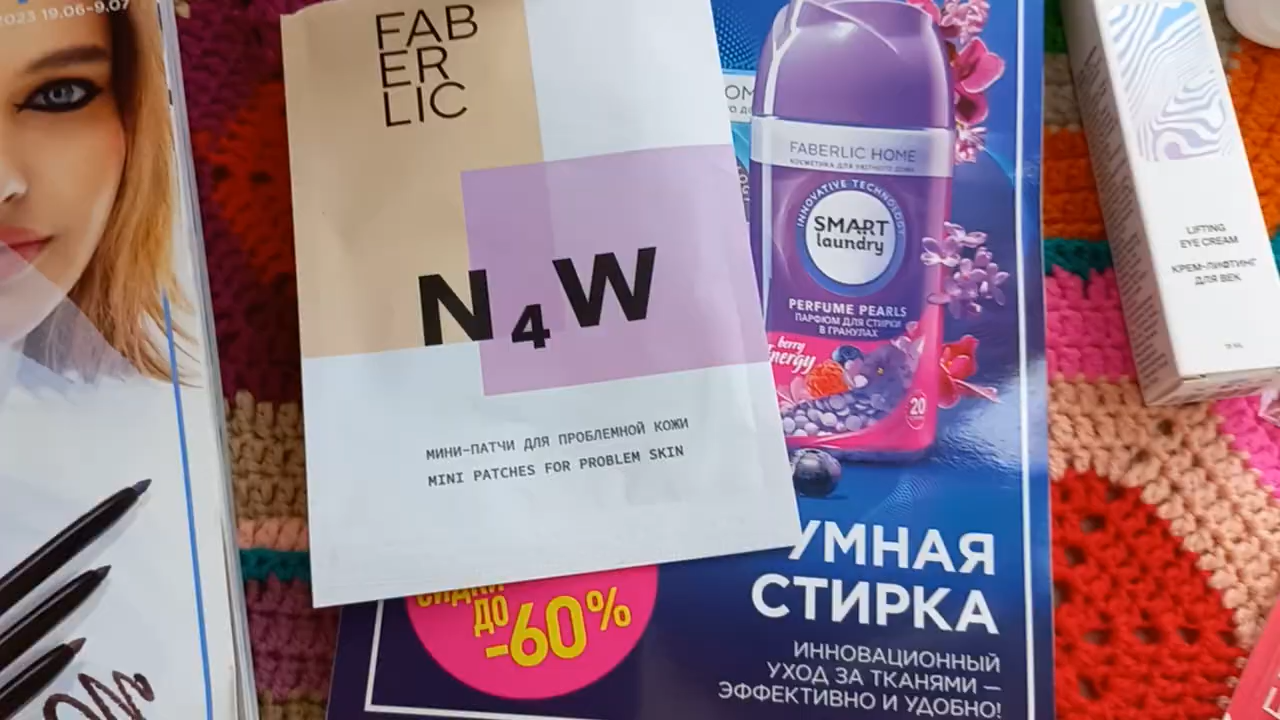 2023 19.06-9.07
FAB
ER
LIC
N4W
МИНИ-ПАТЧИ ДЛЯ ПРОБЛЕМНОЙ КОЖИ
MINI PATCHES FOR PROBLEM SKIN
FABERLIC HOME
КОСМЕТИКА ДЛЯ УЮТНОГО ДОМА
INNOVATIVE TECHNOLOGY
SMART
laundry
PERFUME PEARLS
ПАРФЮМ ДЛЯ СТИРКИ
В ГРАНУЛАХ
berry
energy
20
СКИДКИ
ДО
-60%
УМНАЯ
СТИРКА
ИННОВАЦИОННЫЙ
УХОД ЗА ТКАНЯМИ –
ЭФФЕКТИВНО И УДОБНО!
LIFTING
EYE CREAM
КРЕМ-ЛИФТИНГ
ДЛЯ ВЕК